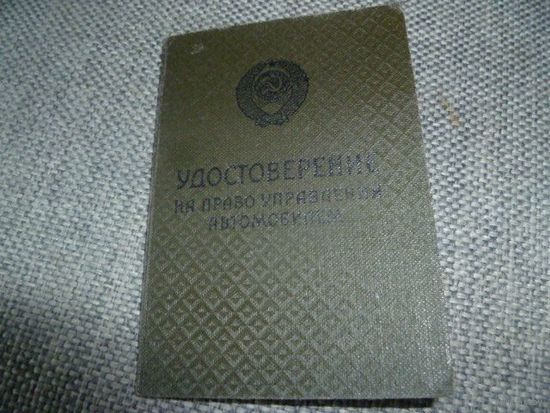 УДОСТОВЕРЕНИЕ
НА ПРАВО УПРАВЛЕНИЯ
АВТОМОБИЛЕМ